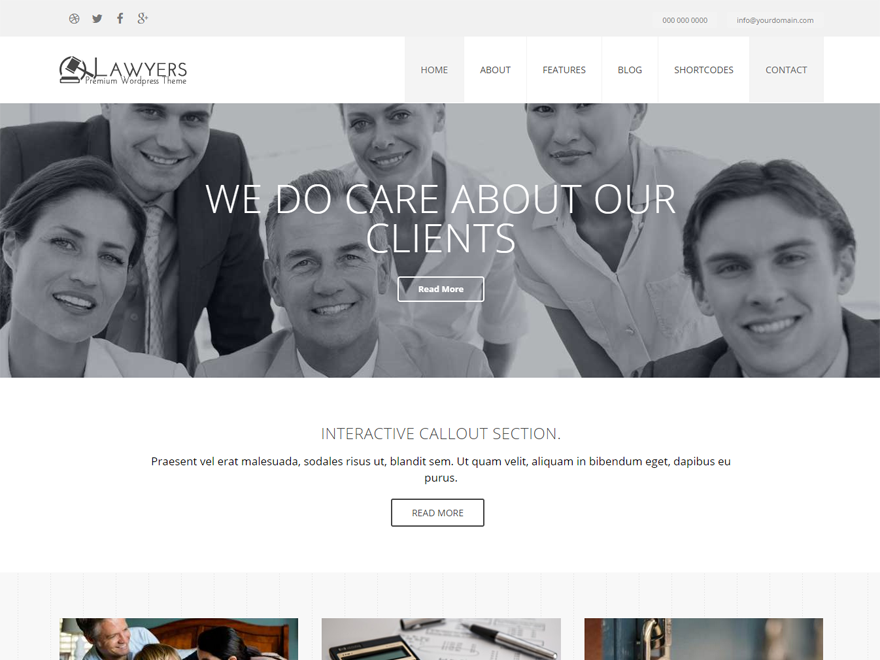 000 000 0000
info@yourdomain.com
LAWYERS
Premium Wordpress Theme
HOME
ABOUT
FEATURES
BLOG
SHORTCODES
CONTACT
WE DO CARE ABOUT OUR
CLIENTS
Read More
INTERACTIVE CALLOUT SECTION.
Praesent vel erat malesuada, sodales risus ut, blandit sem. Ut quam velit, aliquam in bibendum eget, dapibus eu
purus.
READ MORE